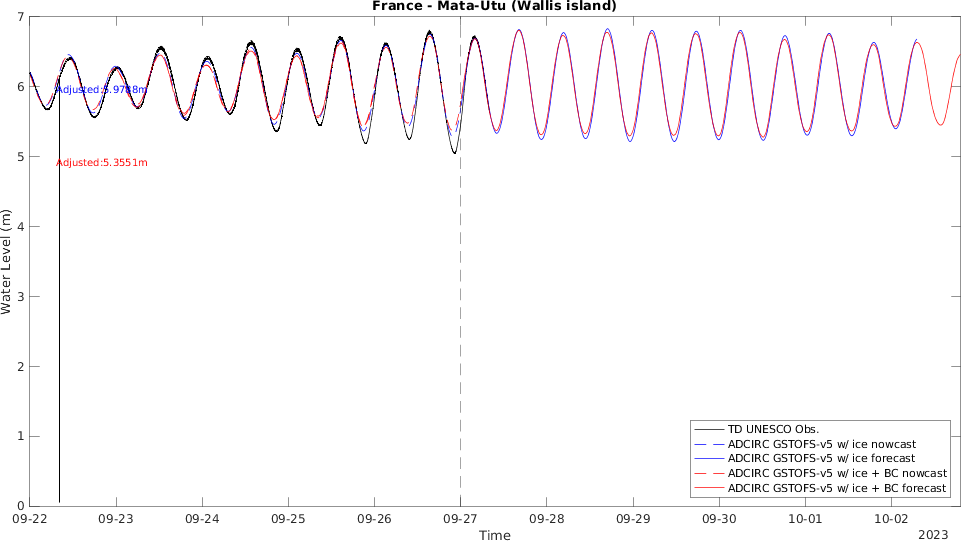 France - Mata-Utu (Wallis island)
7
6
5
4
3
2
1
0
Water Level (m)
Adjusted:5.9788m
Adjusted:5.3551m
TD UNESCO Obs.
ADCIRC GSTOFS-v5 w/ ice nowcast
ADCIRC GSTOFS-v5 w/ ice forecast
ADCIRC GSTOFS-v5 w/ ice + BC nowcast
ADCIRC GSTOFS-v5 w/ ice + BC forecast
09-22 09-23 09-24 09-25 09-26 09-27 09-28 09-29 09-30 10-01 10-02
Time
2023